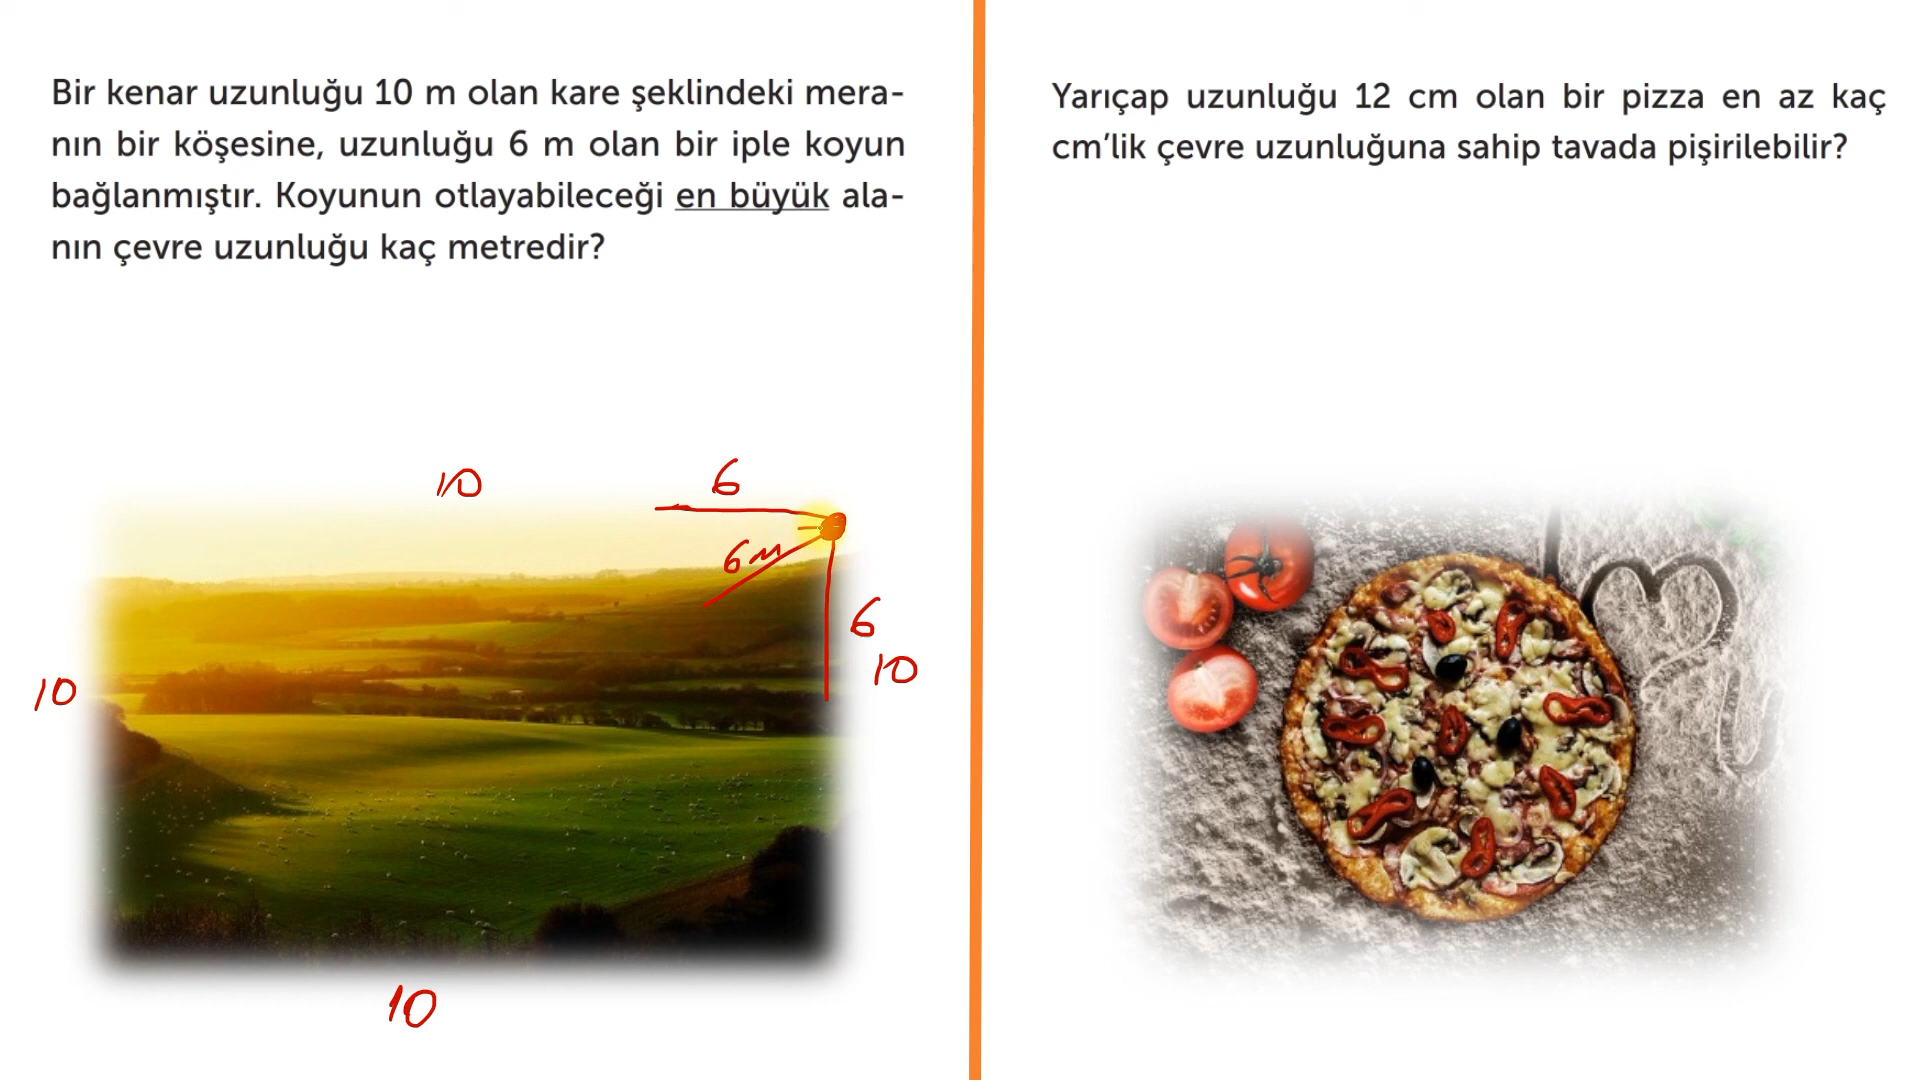 Bir kenar uzunluğu 10 m olan kare şeklindeki mera-
nın bir köşesine, uzunluğu 6 m olan bir iple koyun
bağlanmıştır. Koyunun otlayabileceği en büyük ala-
nın çevre uzunluğu kaç metredir?
10
6
6m
6
10
10
10
Yarıçap uzunluğu 12 cm olan bir pizza en az kaç
cm'lik çevre uzunluğuna sahip tavada pişirilebilir?